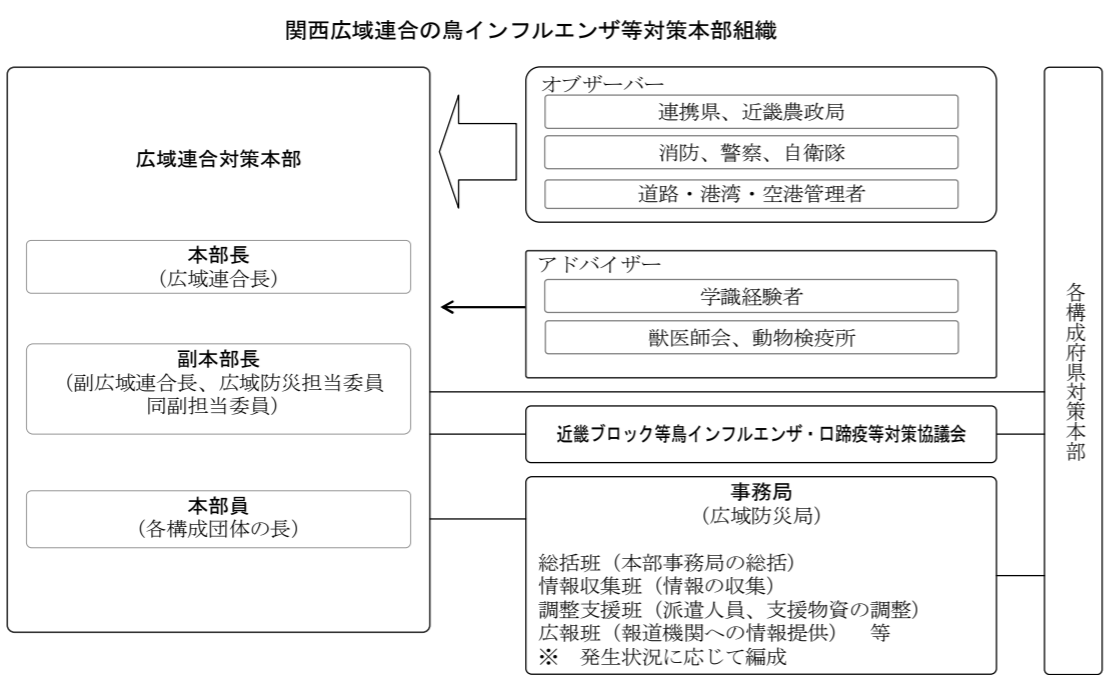 関西広域連合の鳥インフルエンザ等対策本部組織
広域連合対策本部
本部長
（広域連合長）
副本部長
（副広域連合長、広域防災担当委員
同副担当委員）
本部員
（各構成団体の長）
オブザーバー
連携県、近畿農政局
消防、警察、自衛隊
道路・港湾・空港管理者
アドバイザー
学識経験者
獣医師会、動物検疫所
近畿ブロック等鳥インフルエンザ・口蹄疫等対策協議会
事務局
（広域防災局）
総括班（本部事務局の総括）
情報収集班（情報の収集）
調整支援班（派遣人員、支援物資の調整）
広報班（報道機関への情報提供）　等
※　発生状況に応じて編成
各構成府県対策本部